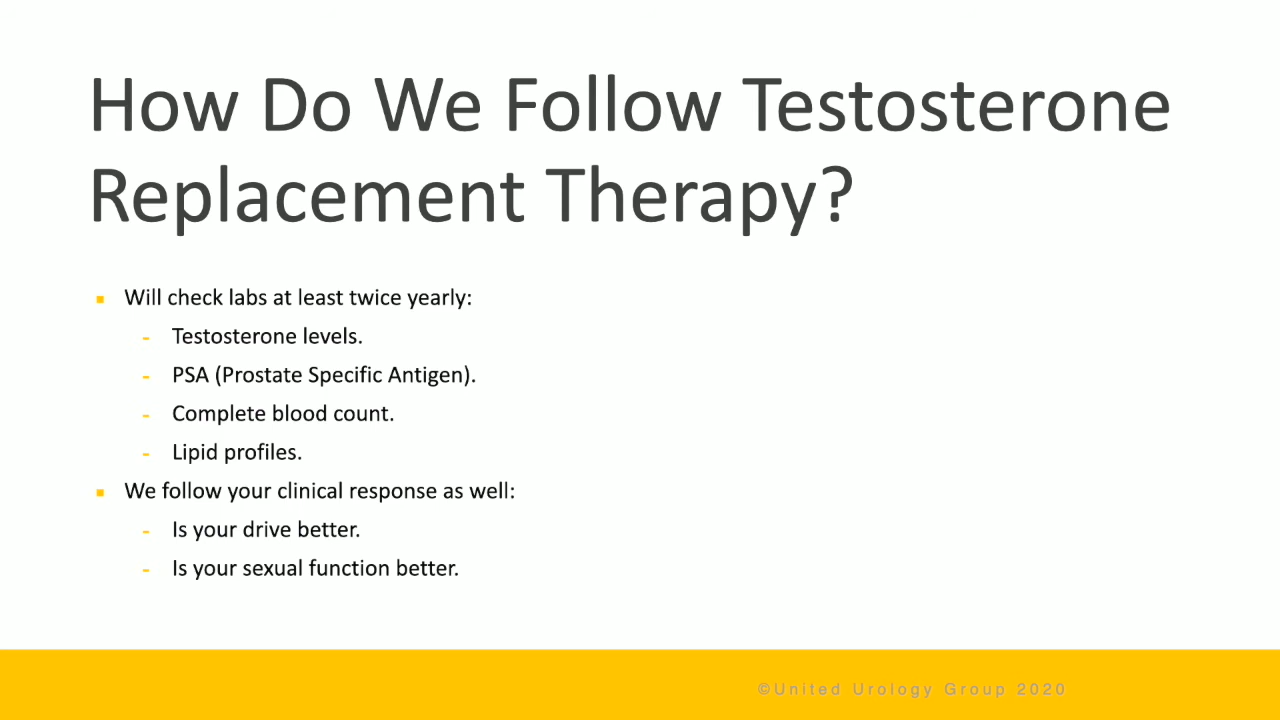 How Do We Follow Testosterone
Replacement Therapy?
▪ Will check labs at least twice yearly:
- Testosterone levels.
- PSA (Prostate Specific Antigen).
- Complete blood count.
- Lipid profiles.
▪ We follow your clinical response as well:
- Is your drive better.
- Is your sexual function better.
©United Urology Group 2020